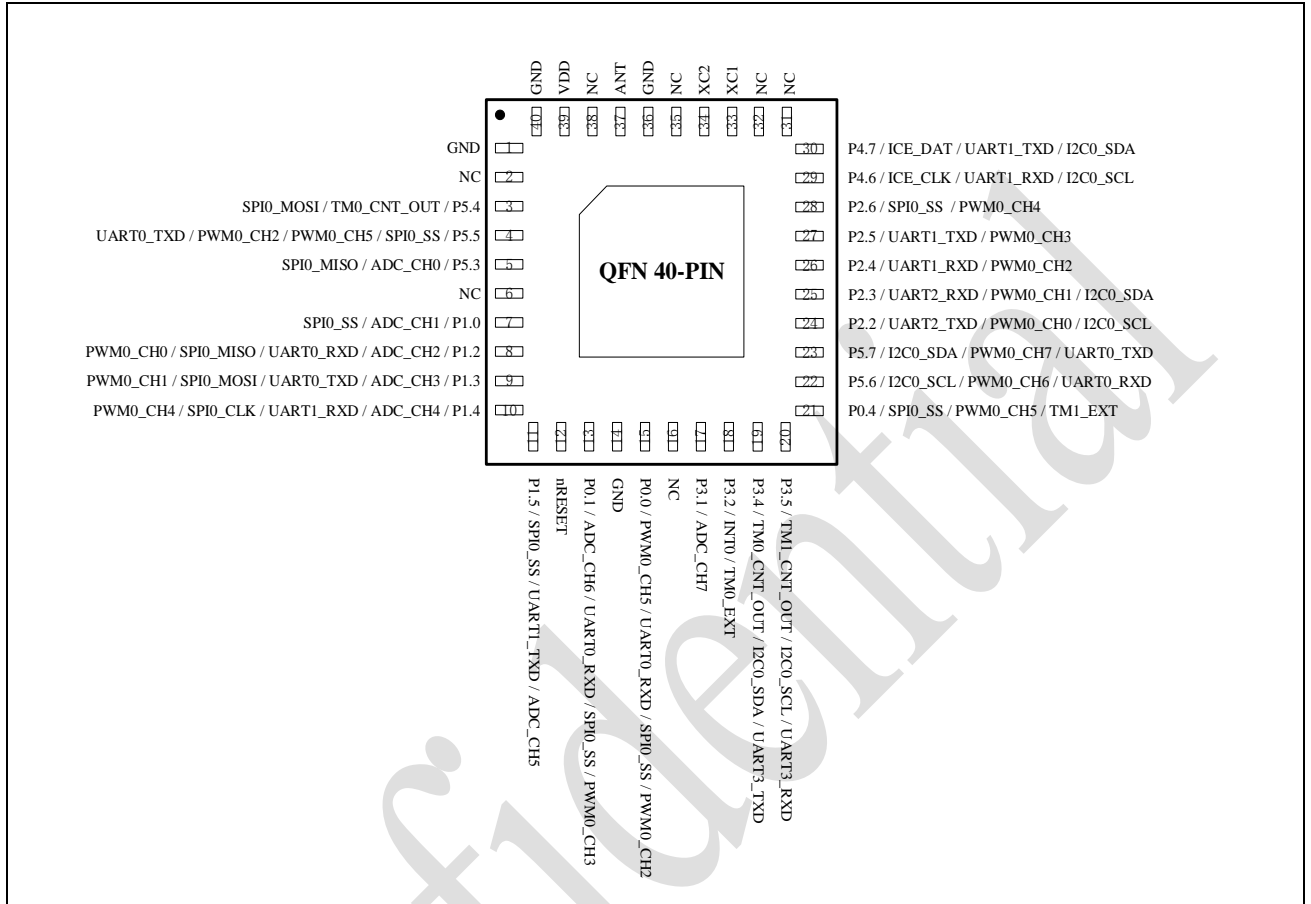 GND
VDD
NC
ANT
GND
NC
XC2
XC1
NC
NC
40
39
38
37
36
35
34
33
32
31
GND 1
NC 2
SPI0_MOSI / TM0_CNT_OUT / P5.4 3
UART0_TXD / PWM0_CH2 / PWM0_CH5 / SPI0_SS / P5.5 4
SPI0_MISO / ADC_CH0 / P5.3 5
NC 6
SPI0_SS / ADC_CH1 / P1.0 7
PWM0_CH0 / SPI0_MISO / UART0_RXD / ADC_CH2 / P1.2 8
PWM0_CH1 / SPI0_MOSI / UART0_TXD / ADC_CH3 / P1.3 9
PWM0_CH4 / SPI0_CLK / UART1_RXD / ADC_CH4 / P1.4 10
QFN 40-PIN
30 P4.7 / ICE_DAT / UART1_TXD / I2C0_SDA
29 P4.6 / ICE_CLK / UART1_RXD / I2C0_SCL
28 P2.6 / SPI0_SS / PWM0_CH4
27 P2.5 / UART1_TXD / PWM0_CH3
26 P2.4 / UART1_RXD / PWM0_CH2
25 P2.3 / UART2_RXD / PWM0_CH1 / I2C0_SDA
24 P2.2 / UART2_TXD / PWM0_CH0 / I2C0_SCL
23 P5.7 / I2C0_SDA / PWM0_CH7 / UART0_TXD
22 P5.6 / I2C0_SCL / PWM0_CH6 / UART0_RXD
21 P0.4 / SPI0_SS / PWM0_CH5 / TM1_EXT
11
12
13
14
15
16
17
18
19
20
P1.5 / SPI0_SS / UART1_TXD / ADC_CH5
nRESET
P0.1 / ADC_CH6 / UART0_RXD / SPI0_SS / PWM0_CH3
GND
P0.0 / PWM0_CH5 / UART0_RXD / SPI0_SS / PWM0_CH2
NC
P3.1 / ADC_CH7
P3.2 / INT0 / TM0_EXT
P3.4 / TM0_CNT_OUT / I2C0_SDA / UART3_TXD
P3.5 / TM1_CNT_OUT / I2C0_SCL / UART3_RXD
fidential